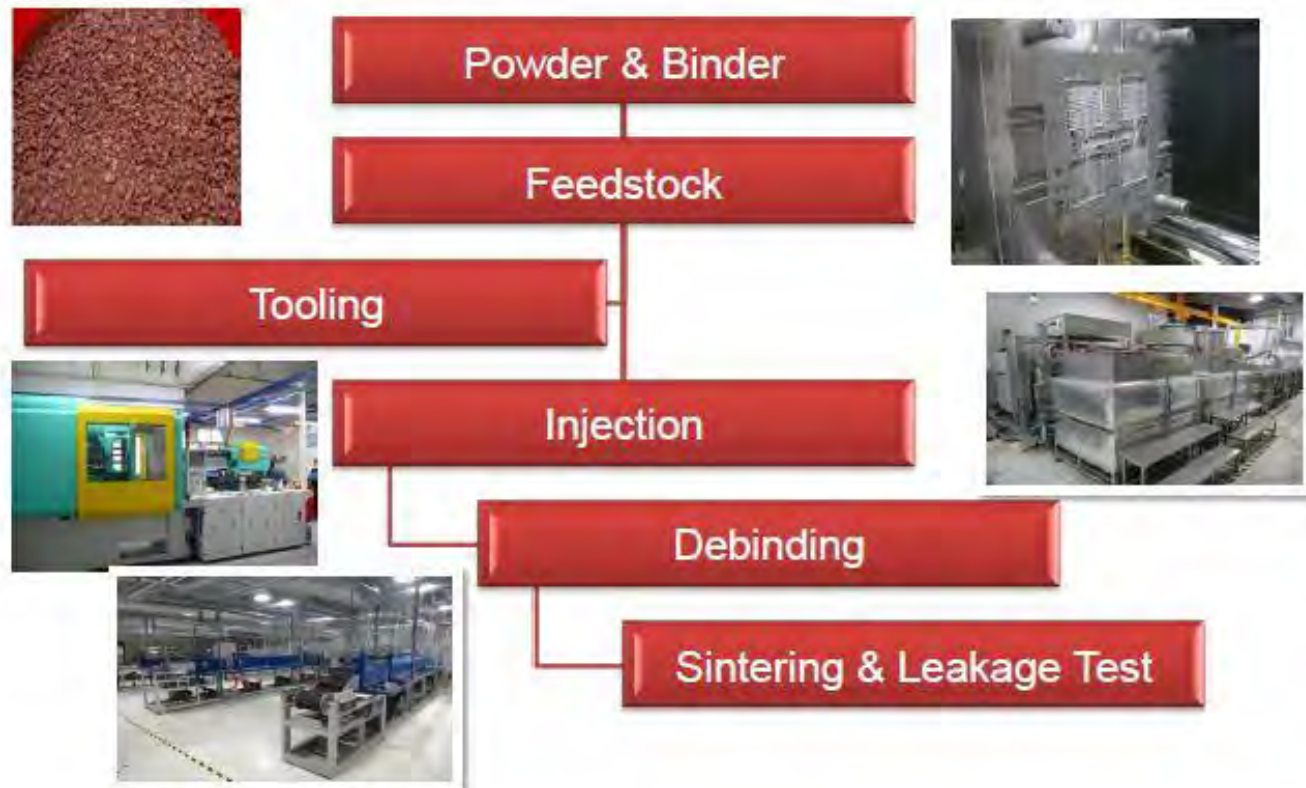 Powder & Binder
Feedstock
Tooling
Injection
Debinding
Sintering & Leakage Test